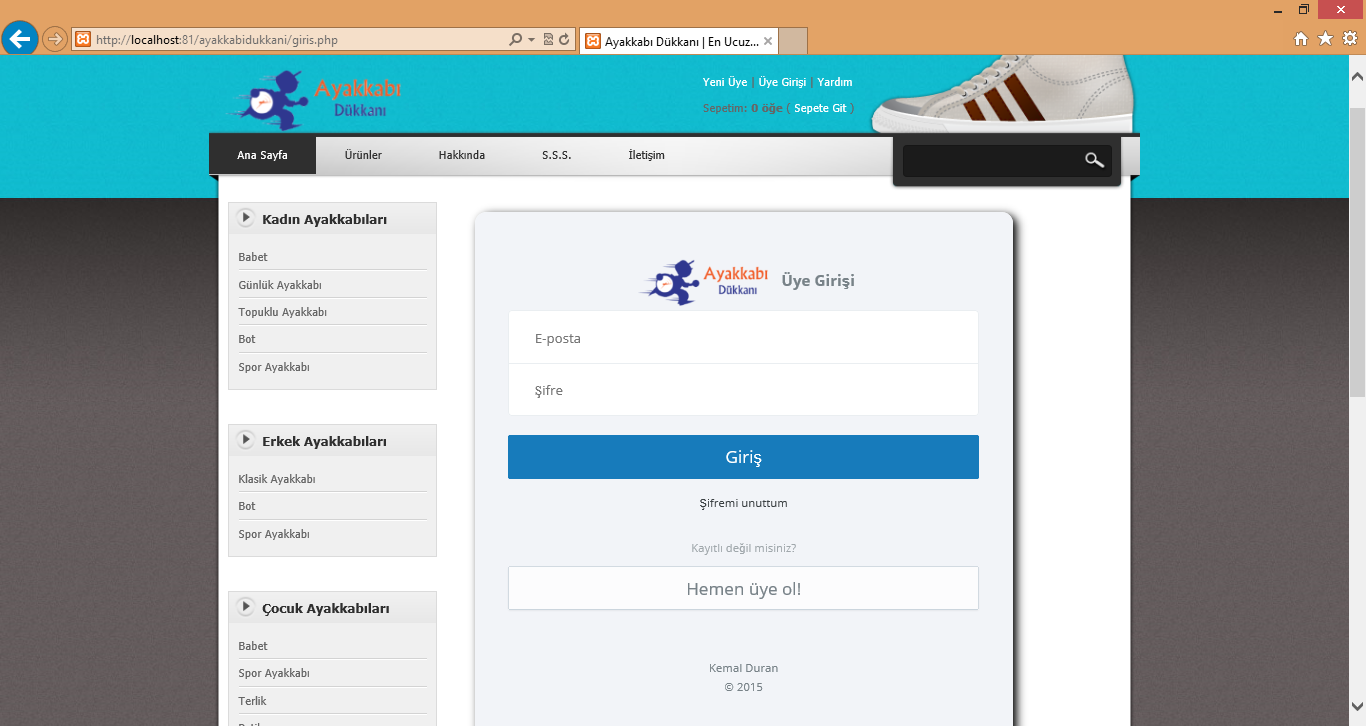 http://localhost:81/ayakkabidukkani/giris.php
Ayakkabı Dükkanı | En Ucuz...
Ayakkabı
Dükkanı
Yeni Üye | Üye Girişi | Yardım
Sepetim: 0 öğe ( Sepete Git )
Ana Sayfa
Ürünler
Hakkında
S.S.S.
İletişim
Kadın Ayakkabıları
Babet
Günlük Ayakkabı
Topuklu Ayakkabı
Bot
Spor Ayakkabı
Erkek Ayakkabıları
Klasik Ayakkabı
Bot
Spor Ayakkabı
Çocuk Ayakkabıları
Babet
Spor Ayakkabı
Terlik
Ayakkabı
Dükkanı
Üye Girişi
E-posta
Şifre
Giriş
Şifremi unuttum
Kayıtlı değil misiniz?
Hemen üye ol!
Kemal Duran
© 2015